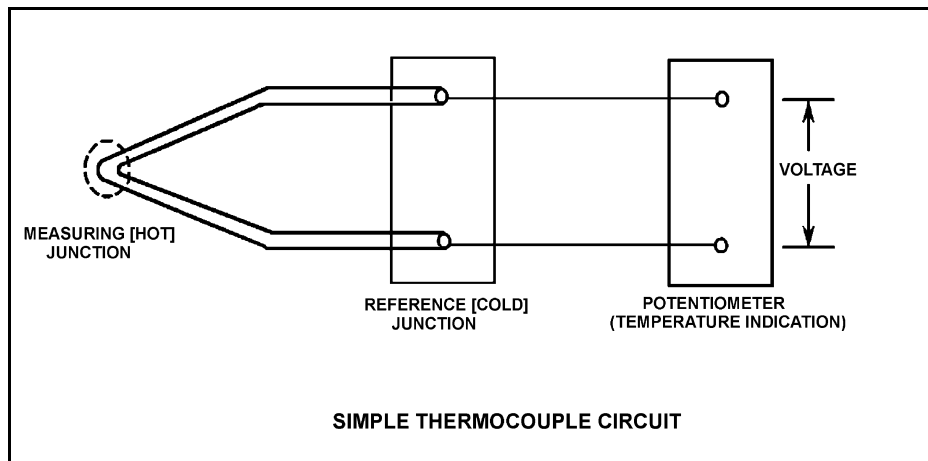 VOLTAGE
MEASURING [HOT]
JUNCTION
REFERENCE [COLD]
JUNCTION
POTENTIOMETER
(TEMPERATURE INDICATION)
SIMPLE THERMOCOUPLE CIRCUIT